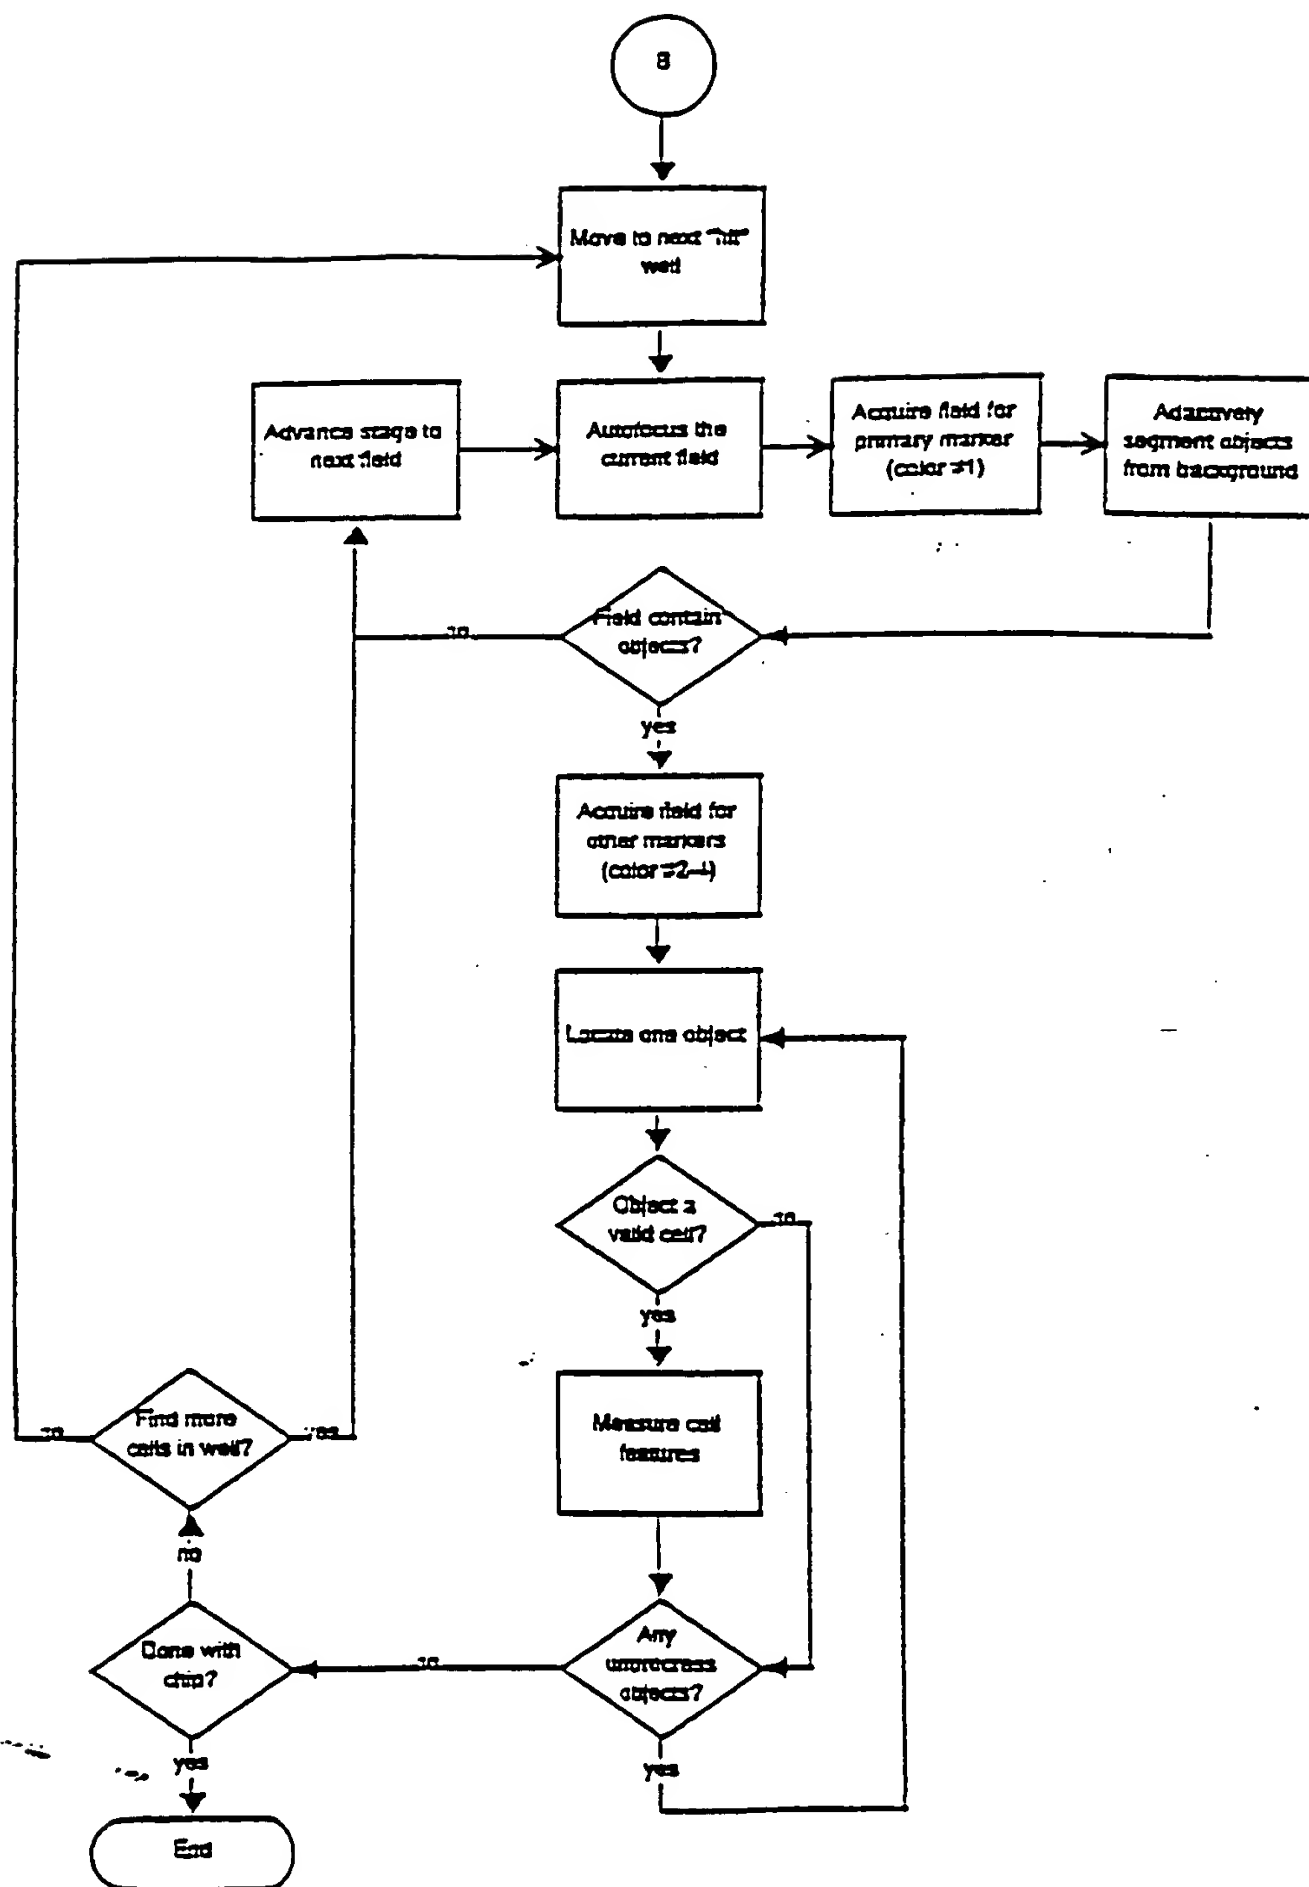 Move to next "hit"
well
Advance stage to
next field
Autofocus the
current field
Acquire field for
primary marker
(color #1)
Adaptively
segment objects
from background
Field contain
objects?
no
yes
Acquire field for
other markers
(color #2-4)
Locate one object
Object a
valid cell?
no
yes
Measure cell
features
Find more
cells in well?
no
yes
no
Done with
chip?
no
Any
objects?
yes
yes
End